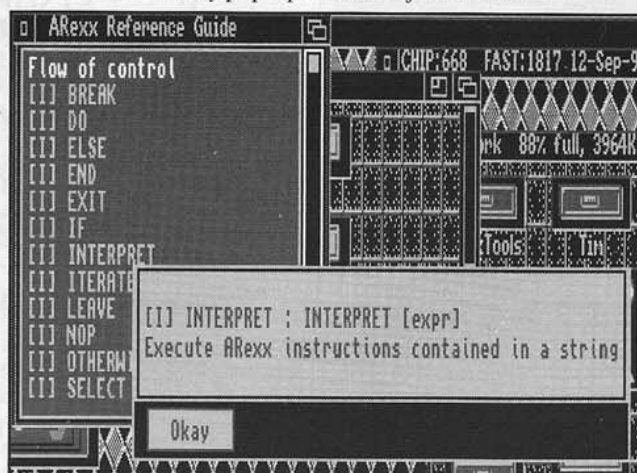 ARexx Reference Guide
CHIP:668 FAST:1817 12-Sep-9
Flow of control
[I] BREAK
[I] DO
[I] ELSE
[I] END
[I] EXIT
[I] IF
[I] INTERPRET
[I] ITERATE
[I] LEAVE
[I] NOP
[I] OTHERWI
[I] SELECT
rk 88% full, 3964K
Tools
Tim
[I] INTERPRET : INTERPRET [expr]
Execute ARexx instructions contained in a string
Okay